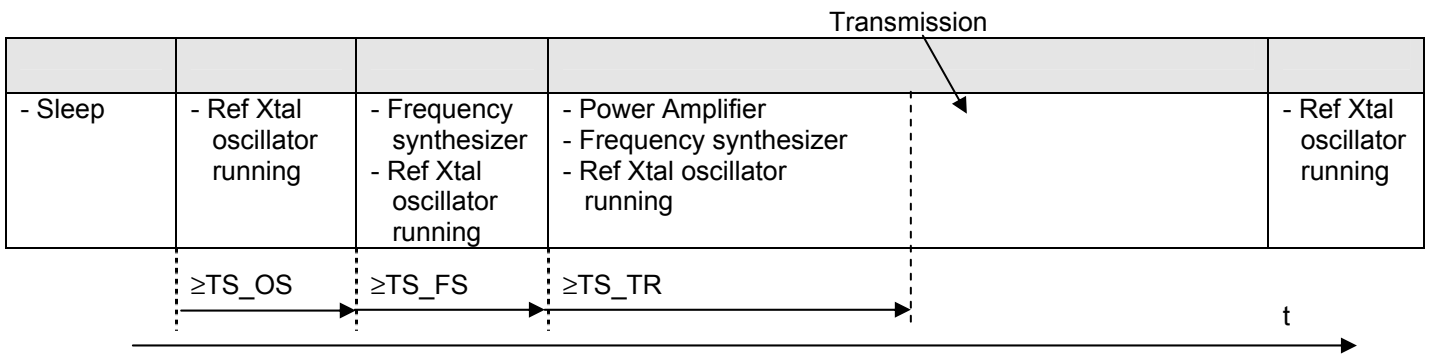 Transmission
- Sleep
- Ref Xtal
oscillator
running
- Frequency
synthesizer
- Ref Xtal
oscillator
running
- Power Amplifier
- Frequency synthesizer
- Ref Xtal oscillator
running
- Ref Xtal
oscillator
running
≥TS_OS
≥TS_FS
≥TS_TR
t